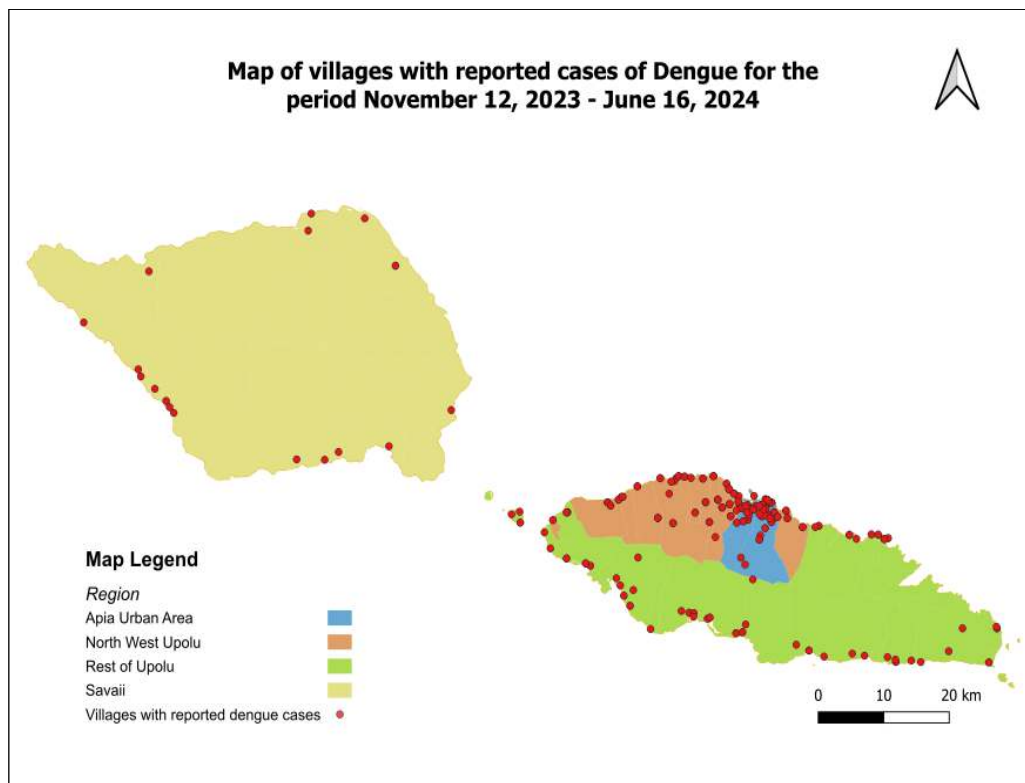 Map of villages with reported cases of Dengue for the
period November 12, 2023 - June 16, 2024
Map Legend
Region
Apia Urban Area
North West Upolu
Rest of Upolu
Savaii
Villages with reported dengue cases
0 10 20 km